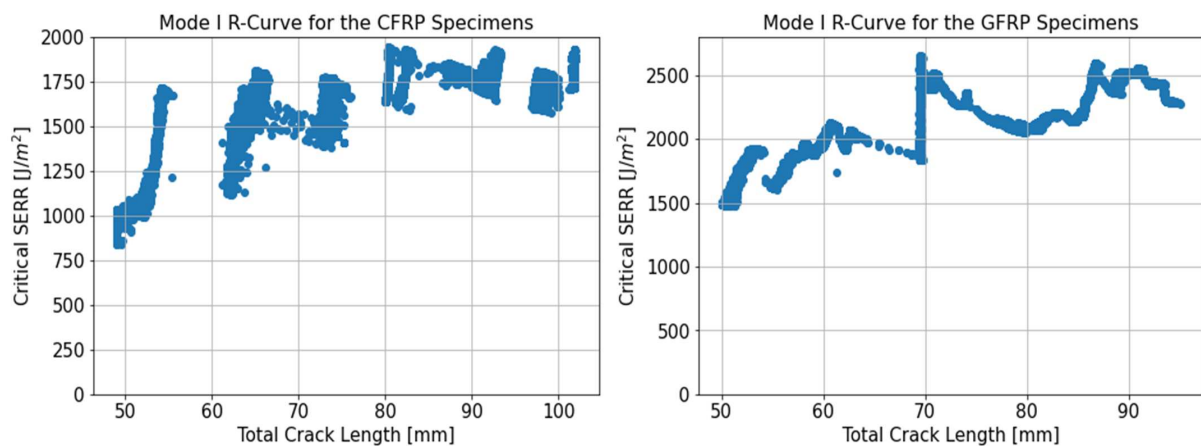 Mode I R-Curve for the CFRP Specimens
2000
1750
1500
1250
1000
750
500
250
0
Critical SERR [J/m²]
50 60 70 80 90 100
Total Crack Length [mm]
Mode I R-Curve for the GFRP Specimens
2500
2000
1500
1000
500
0
Critical SERR [J/m²]
50 60 70 80 90
Total Crack Length [mm]